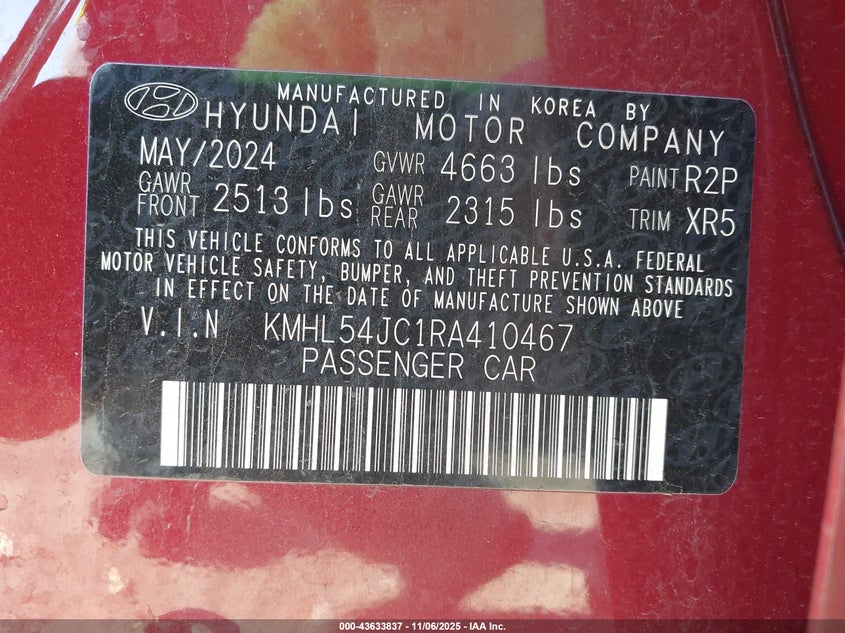 MANUFACTURED IN KOREA BY
HYUNDAI MOTOR COMPANY
MAY/2024 GVWR 4663 lbs PAINT R2P
GAWR FRONT 2513 lbs GAWR REAR 2315 lbs TRIM XR5
THIS VEHICLE CONFORMS TO ALL APPLICABLE U.S.A. FEDERAL
MOTOR VEHICLE SAFETY, BUMPER, AND THEFT PREVENTION STANDARDS
IN EFFECT ON THE DATE OF MANUFACTURE SHOWN ABOVE
V.I.N KMHL54JC1RA410467
PASSENGER CAR
000-43633837 - 11/06/2025 - IAA Inc.